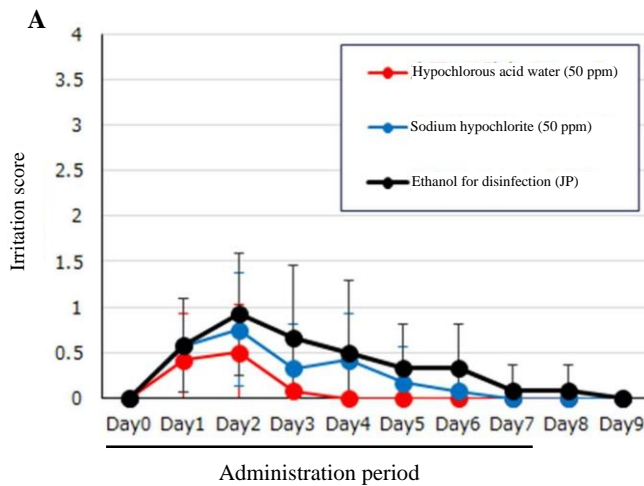 A
4
3.5
3
2.5
2
1.5
1
0.5
0
Irritation score
Hypochlorous acid water (50 ppm)
Sodium hypochlorite (50 ppm)
Ethanol for disinfection (JP)
Day0 Day1 Day2 Day3 Day4 Day5 Day6 Day7 Day8 Day9
Administration period